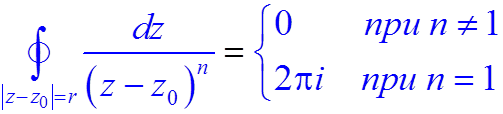 ∮_{|z−z₀|=r} dz/(z−z₀)ⁿ = { 0 при n ≠ 1
2πi при n = 1